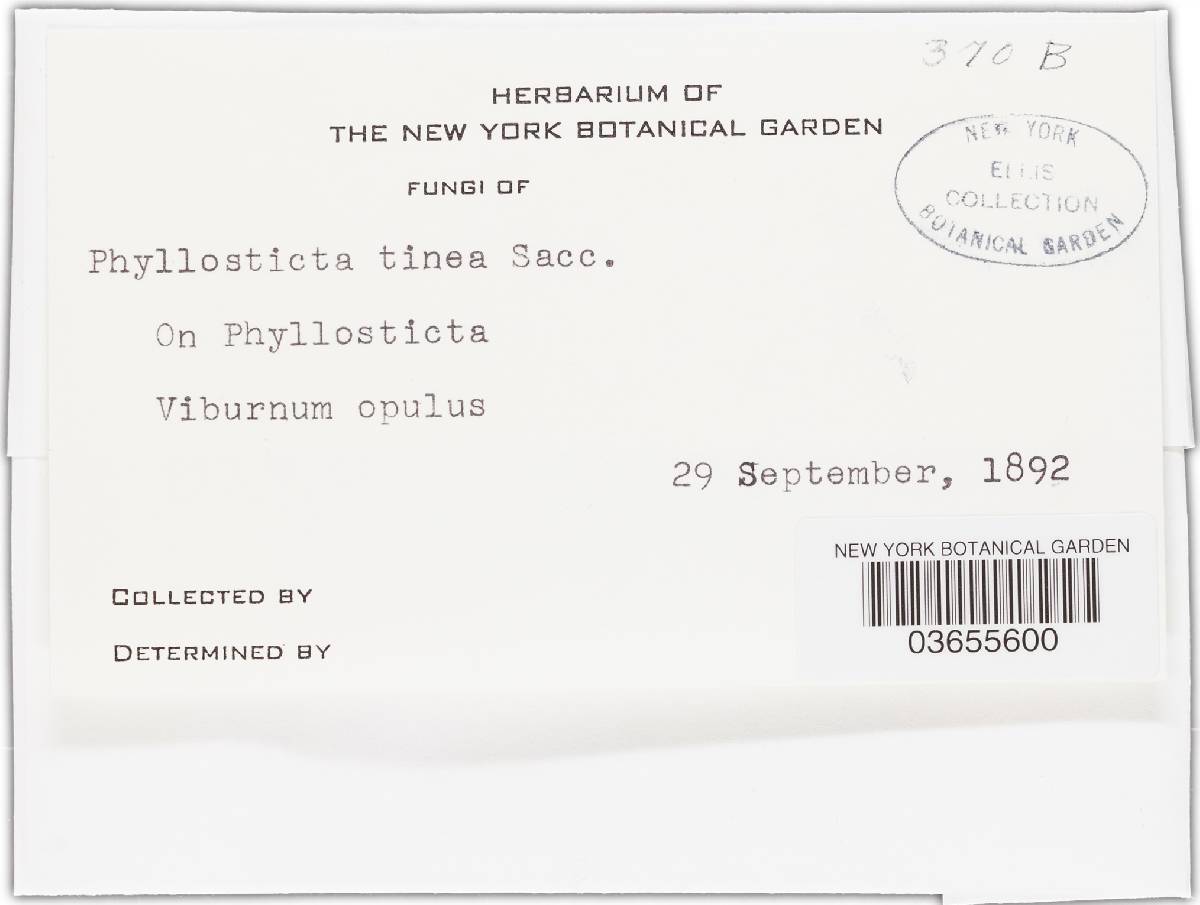 370 B
HERBARIUM OF
THE NEW YORK BOTANICAL GARDEN
NEW YORK
ELLIS
COLLECTION
BOTANICAL GARDEN
FUNGI OF
Phyllosticta tinea Sacc.
On Phyllosticta
Viburnum opulus
29 September, 1892
NEW YORK BOTANICAL GARDEN
03655600
COLLECTED BY
DETERMINED BY